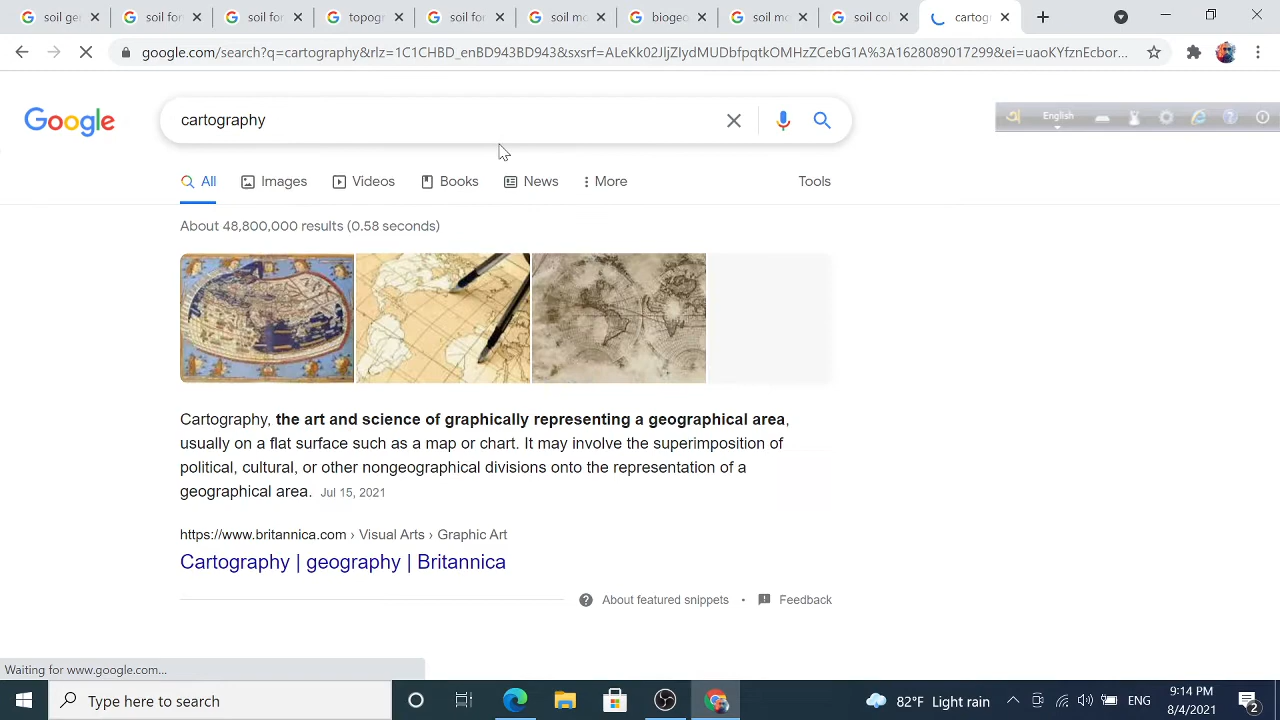 soil ge
soil for
soil for
topogr
soil for
soil mo
biogeo
soil mo
soil col
cartog
google.com/search?q=cartography&rlz=1C1CHBD_enBD943BD943&sxsrf=ALeKk02JIjZIydMUDbfpqtkOMHzZCebG1A%3A1628089017299&ei=uaoKYfznEcbor...
Google
cartography
English
All
Images
Videos
Books
News
More
Tools
About 48,800,000 results (0.58 seconds)
Cartography, the art and science of graphically representing a geographical area,
usually on a flat surface such as a map or chart. It may involve the superimposition of
political, cultural, or other nongeographical divisions onto the representation of a
geographical area. Jul 15, 2021
https://www.britannica.com › Visual Arts › Graphic Art
Cartography | geography | Britannica
About featured snippets • Feedback
Waiting for www.google.com...
Type here to search
82°F Light rain
ENG
9:14 PM
8/4/2021
2